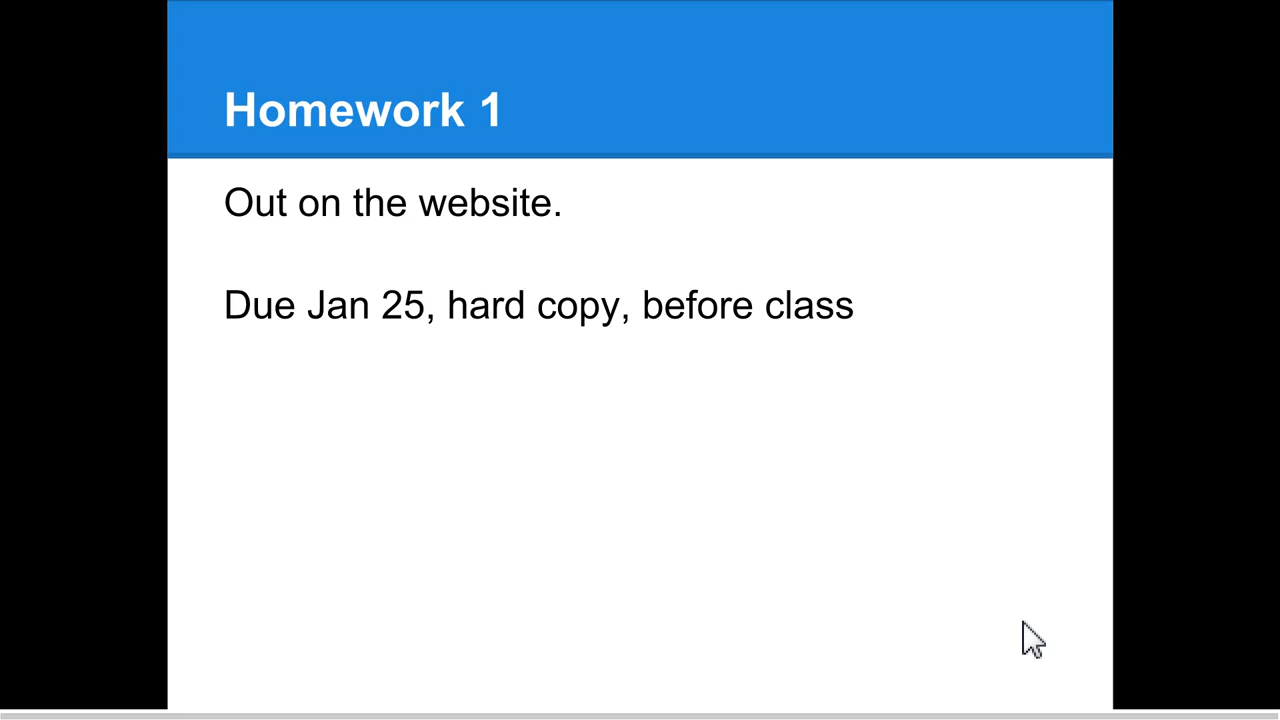 Homework 1
Out on the website.
Due Jan 25, hard copy, before class